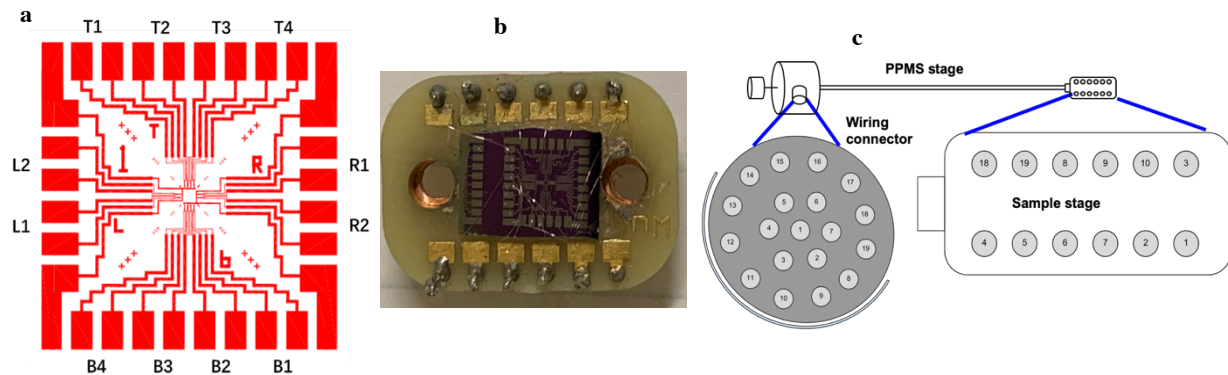 a
T1 T2 T3 T4
T
1 R
L2 R1
L1 R2
L
b
B4 B3 B2 B1
b
c
PPMS stage
Wiring
connector
15 16
14 17
5 6
13 18
4 1 7
12 19
3 2
11 8
10 9
18 19 8 9 10 3
Sample stage
4 5 6 7 2 1